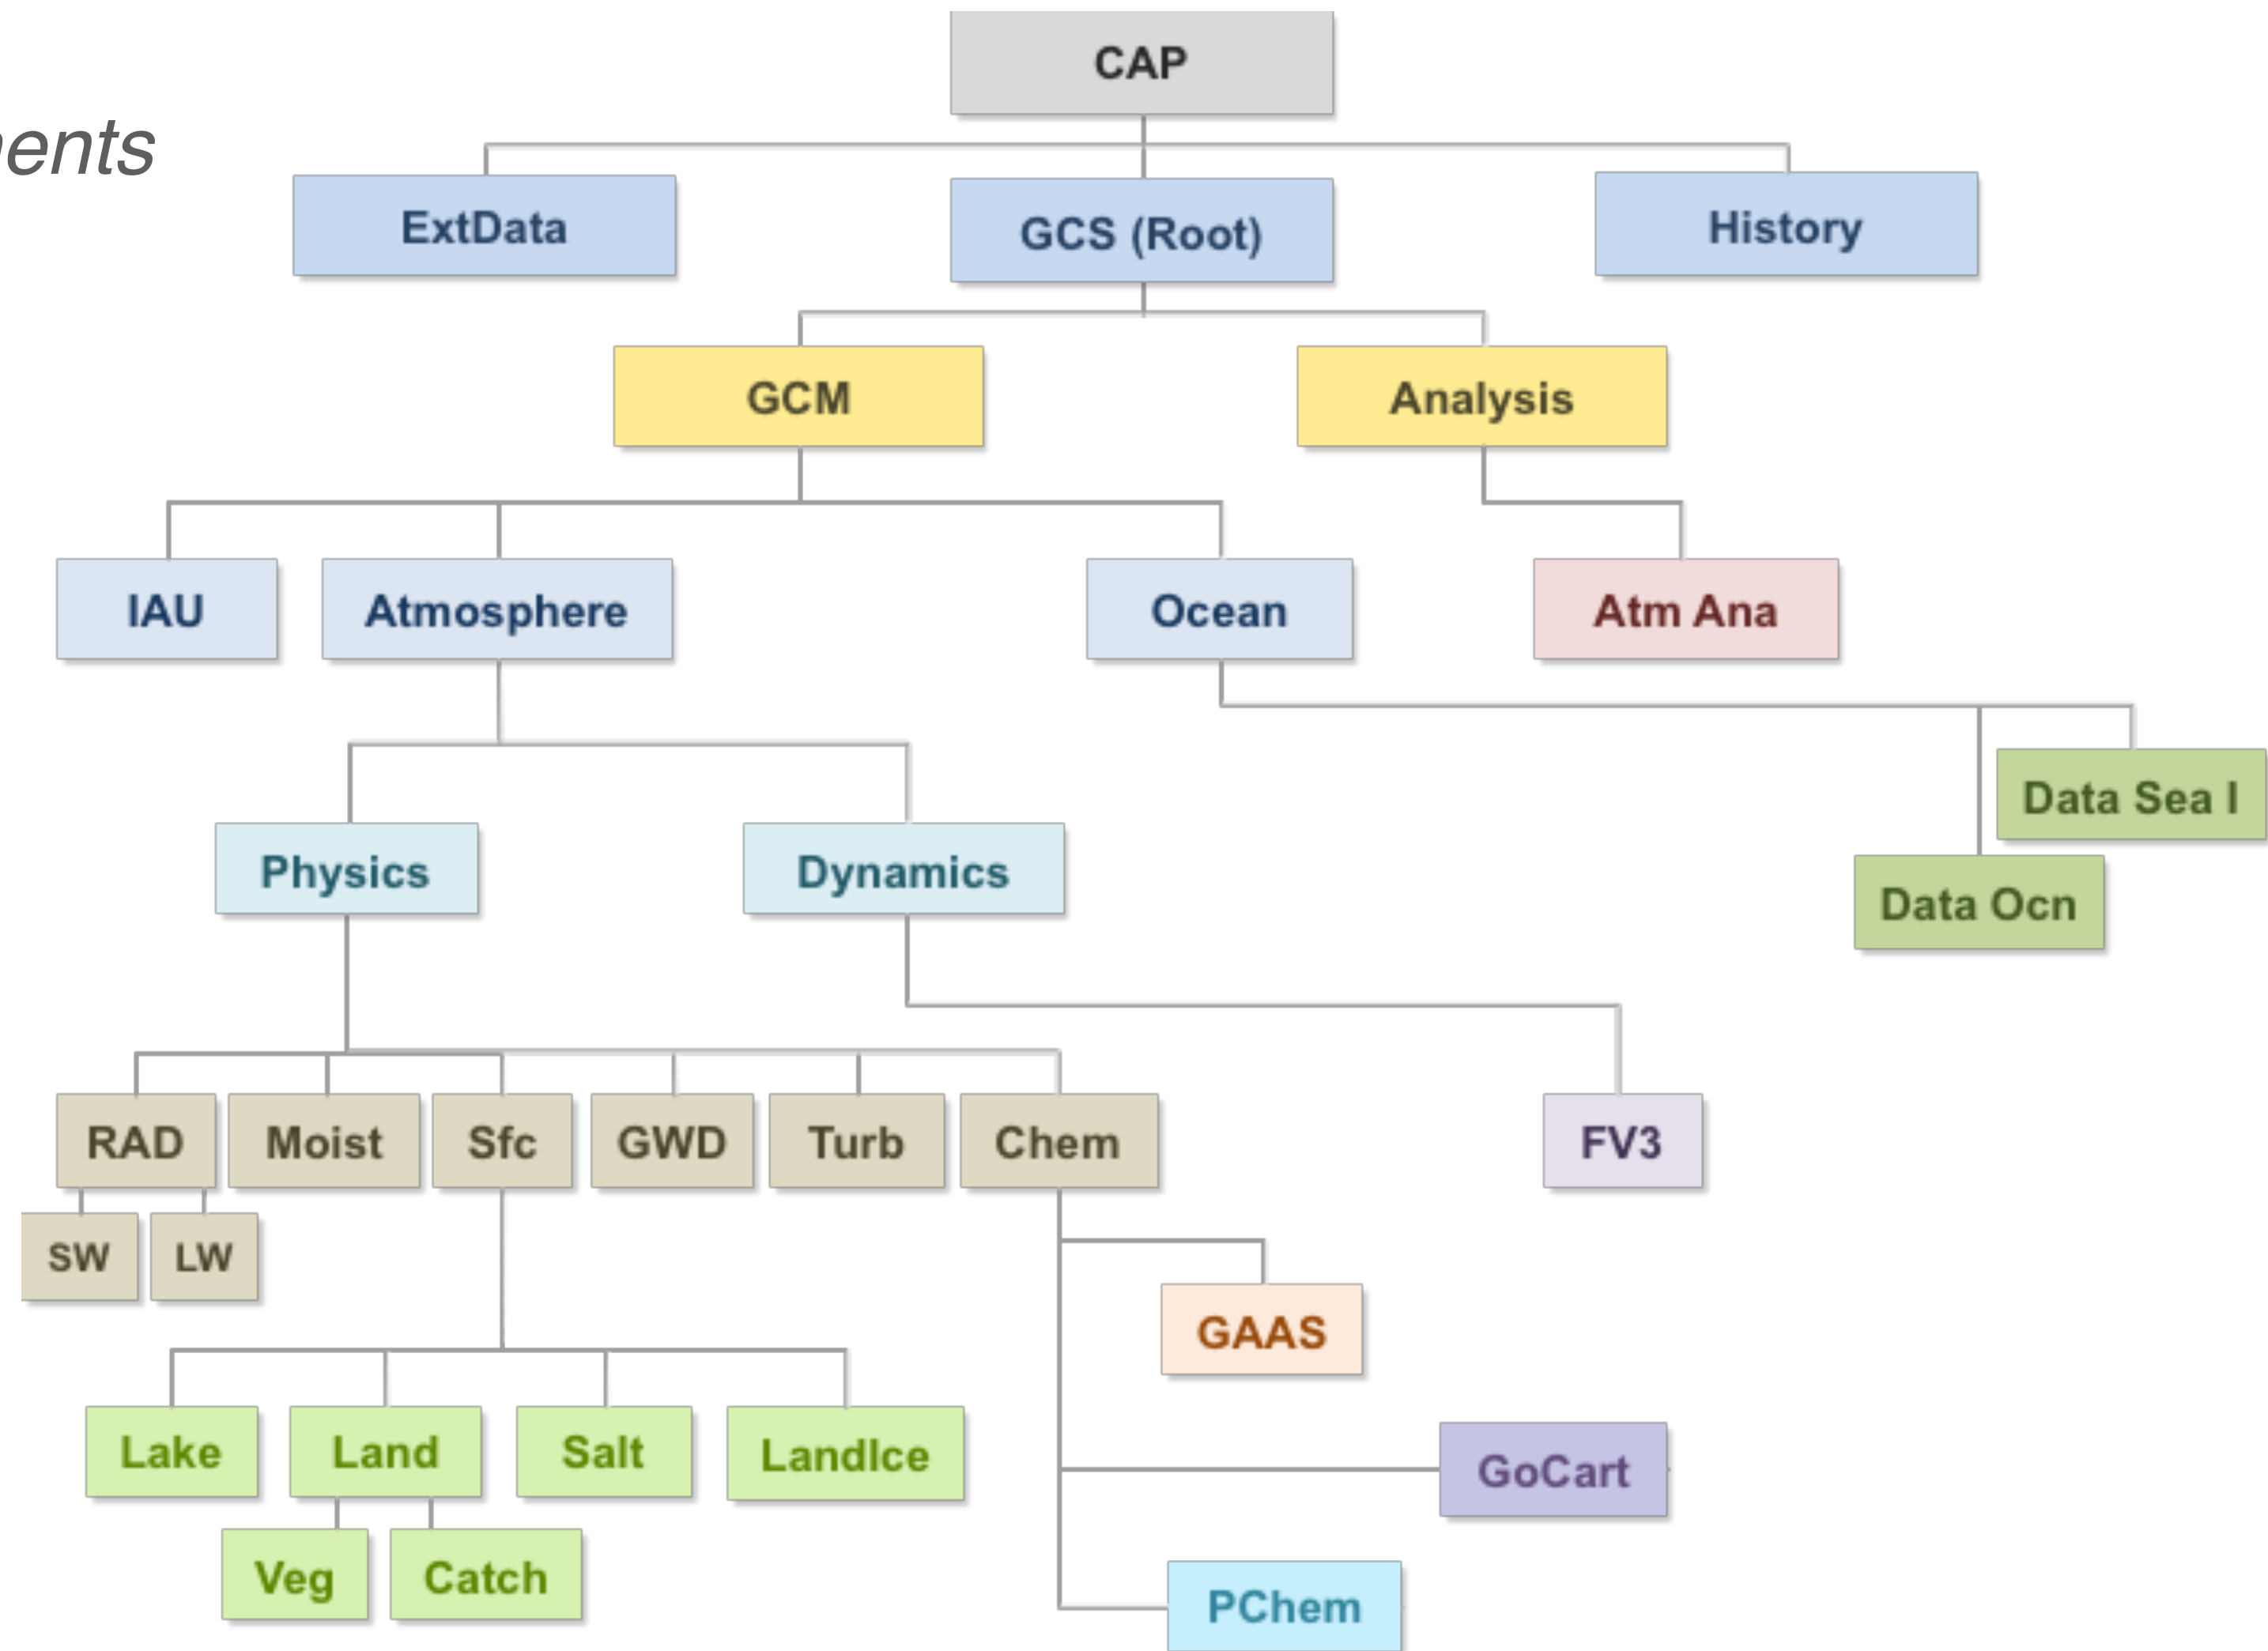 CAP
ments
ExtData
GCS (Root)
History
GCM
Analysis
IAU
Atmosphere
Ocean
Atm Ana
Data Sea I
Physics
Dynamics
Data Ocn
RAD
Moist
Sfc
GWD
Turb
Chem
FV3
SW
LW
GAAS
Lake
Land
Salt
LandIce
GoCart
Veg
Catch
PChem